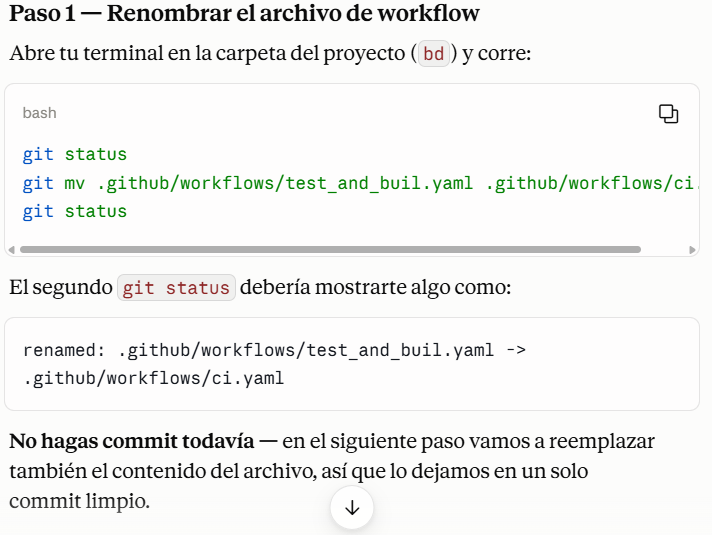 Paso 1 — Renombrar el archivo de workflow
Abre tu terminal en la carpeta del proyecto (bd) y corre:
bash
git status
git mv .github/workflows/test_and_buil.yaml .github/workflows/ci.
git status
El segundo git status debería mostrarte algo como:
renamed: .github/workflows/test_and_buil.yaml ->
.github/workflows/ci.yaml
No hagas commit todavía — en el siguiente paso vamos a reemplazar
también el contenido del archivo, así que lo dejamos en un solo
commit limpio.